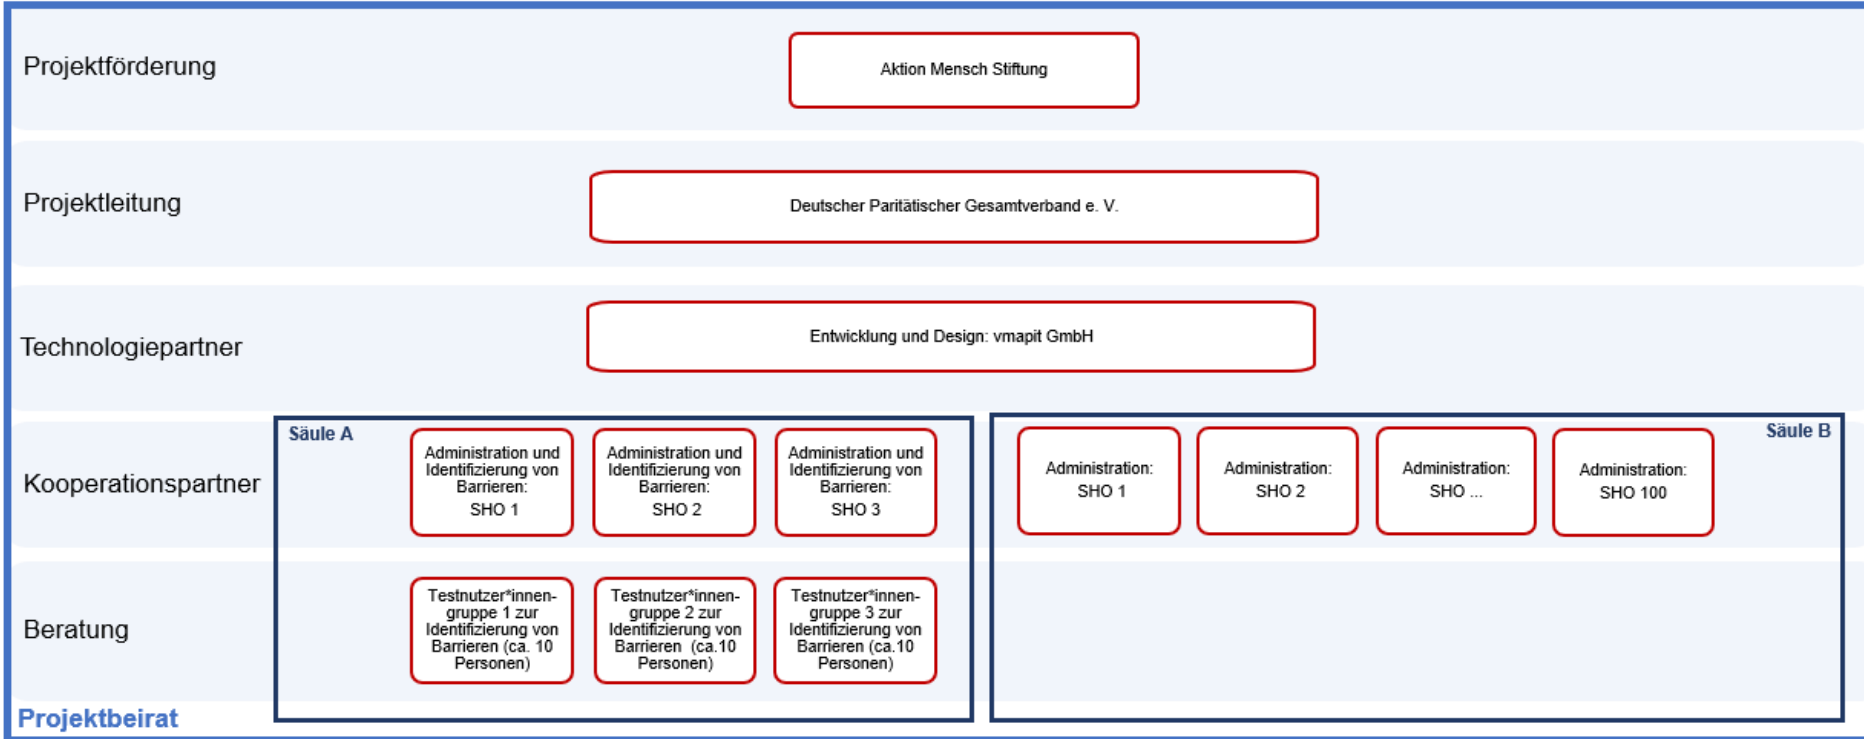 Projektförderung
Aktion Mensch Stiftung
Projektleitung
Deutscher Paritätischer Gesamtverband e. V.
Technologiepartner
Entwicklung und Design: vmapit GmbH
Kooperationspartner
Säule A
Administration und
Identifizierung von
Barrieren:
SHO 1
Administration und
Identifizierung von
Barrieren:
SHO 2
Administration und
Identifizierung von
Barrieren:
SHO 3
Säule B
Administration:
SHO 1
Administration:
SHO 2
Administration:
SHO ...
Administration:
SHO 100
Beratung
Testnutzer*innen-
gruppe 1 zur
Identifizierung von
Barrieren (ca. 10
Personen)
Testnutzer*innen-
gruppe 2 zur
Identifizierung von
Barrieren (ca.10
Personen)
Testnutzer*innen-
gruppe 3 zur
Identifizierung von
Barrieren (ca.10
Personen)
Projektbeirat